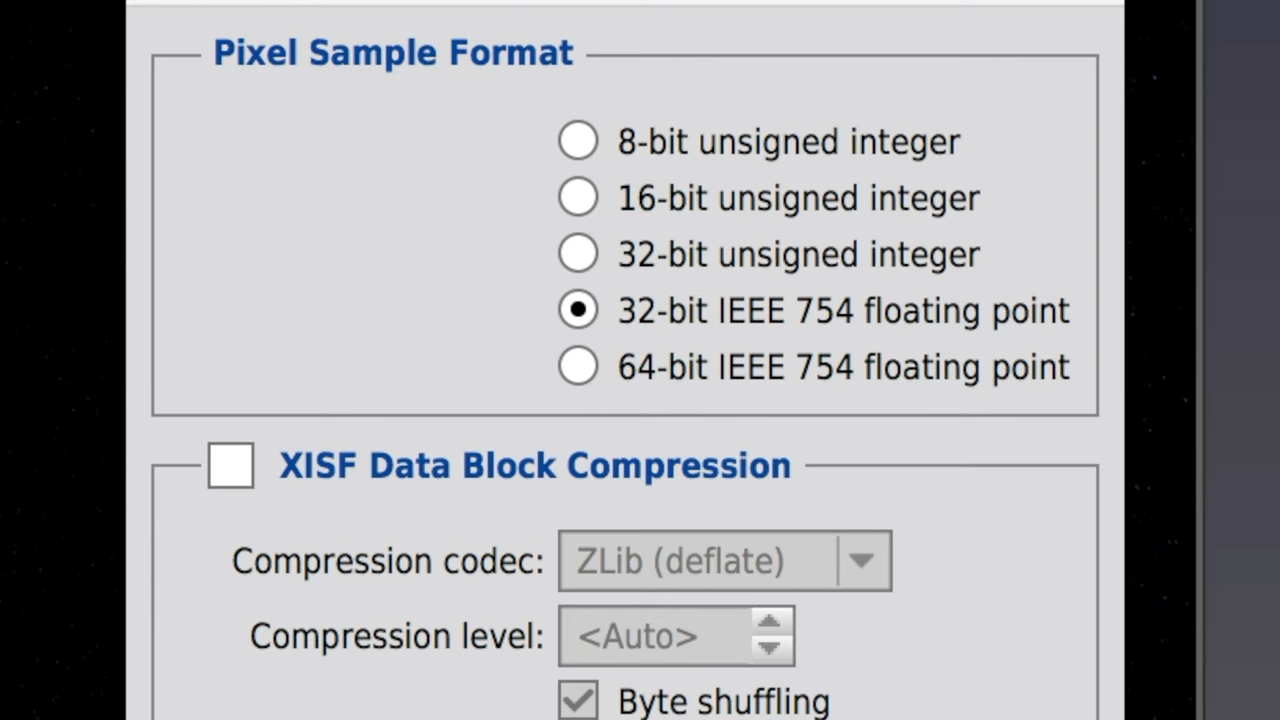 Pixel Sample Format
8-bit unsigned integer
16-bit unsigned integer
32-bit unsigned integer
32-bit IEEE 754 floating point
64-bit IEEE 754 floating point
XISF Data Block Compression
Compression codec: ZLib (deflate)
Compression level: <Auto>
Byte shuffling